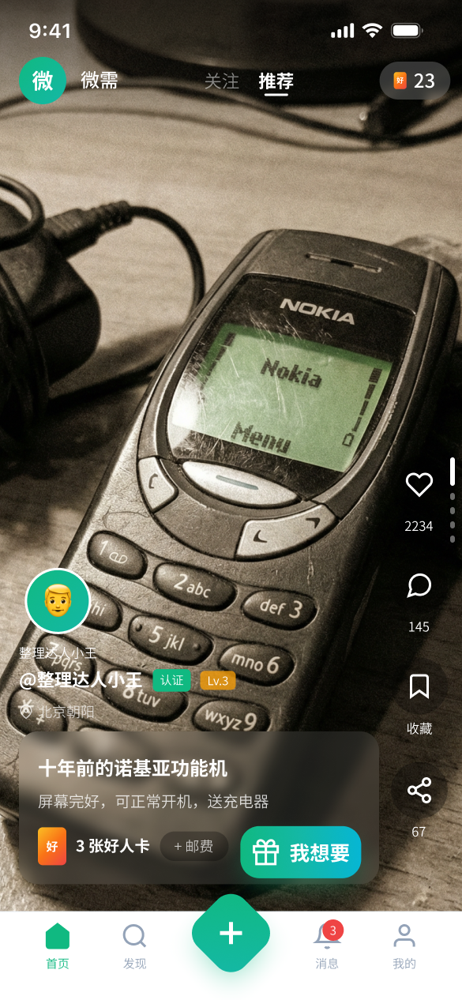 9:41
微 微需 关注 推荐 好 23
NOKIA
Nokia
Menu
1
2 abc
def 3
hi
5 jkl
mno 6
pqrs
8 tuv
wxyz 9
2234
145
收藏
67
整理达人小王
@整理达人小王 认证 Lv.3
北京朝阳
十年前的诺基亚功能机
屏幕完好，可正常开机，送充电器
好 3 张好人卡 + 邮费 我想要
首页 发现 + 3 消息 我的